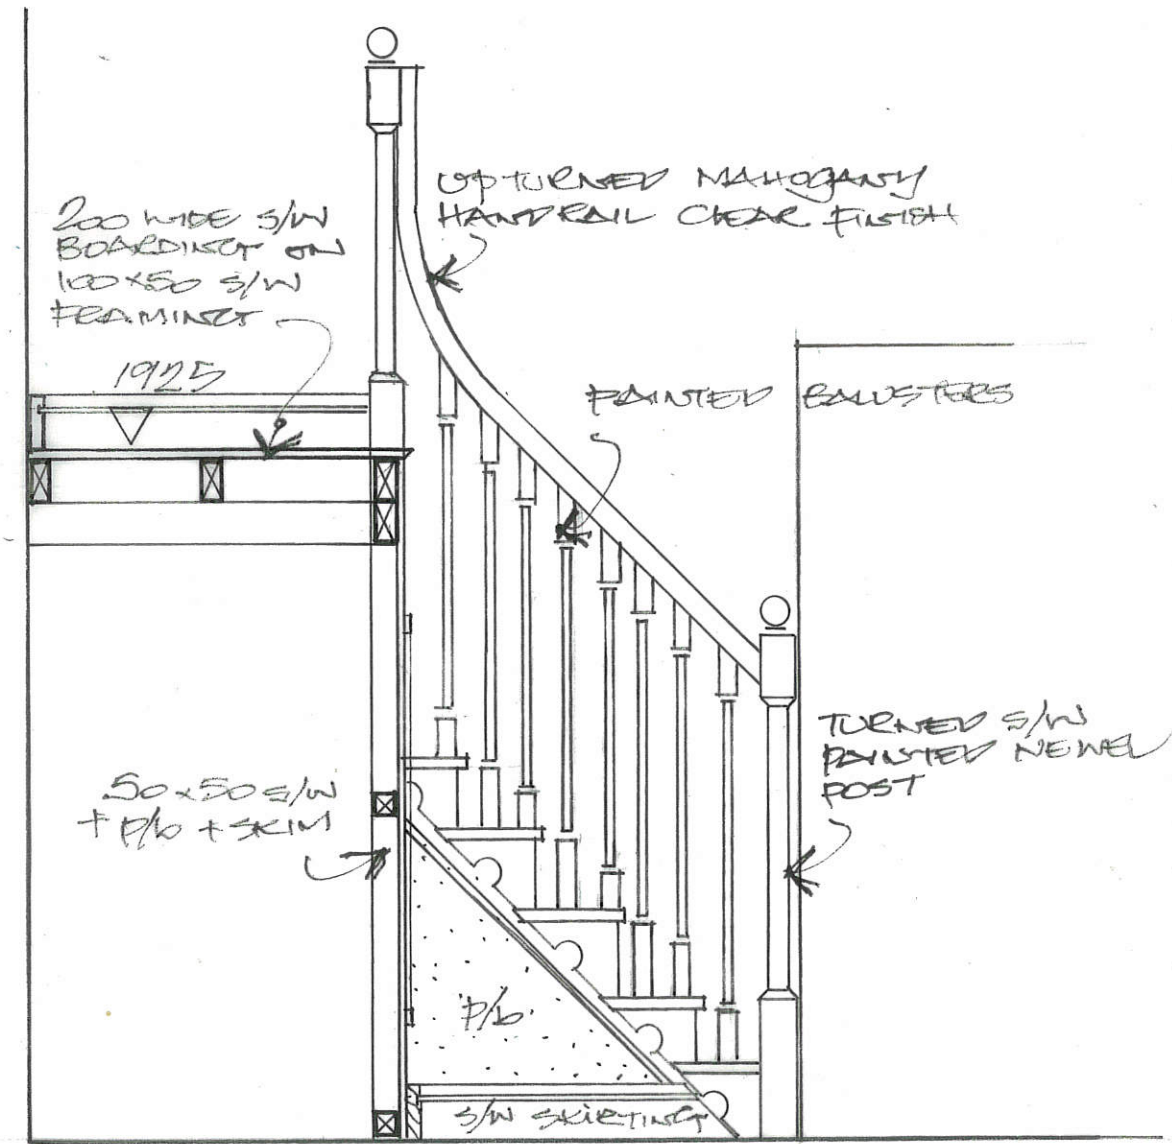 UPTURNED MAHOGANY
HANDRAIL CLEAR FINISH
200 WIDE S/W
BOARDING ON
100x50 S/W
FRAMING
1925
PAINTED BALUSTERS
TURNED S/W
PAINTED NEWEL
POST
50x50 S/W
+ P/b + SKIM
P/b
S/W SKIRTING